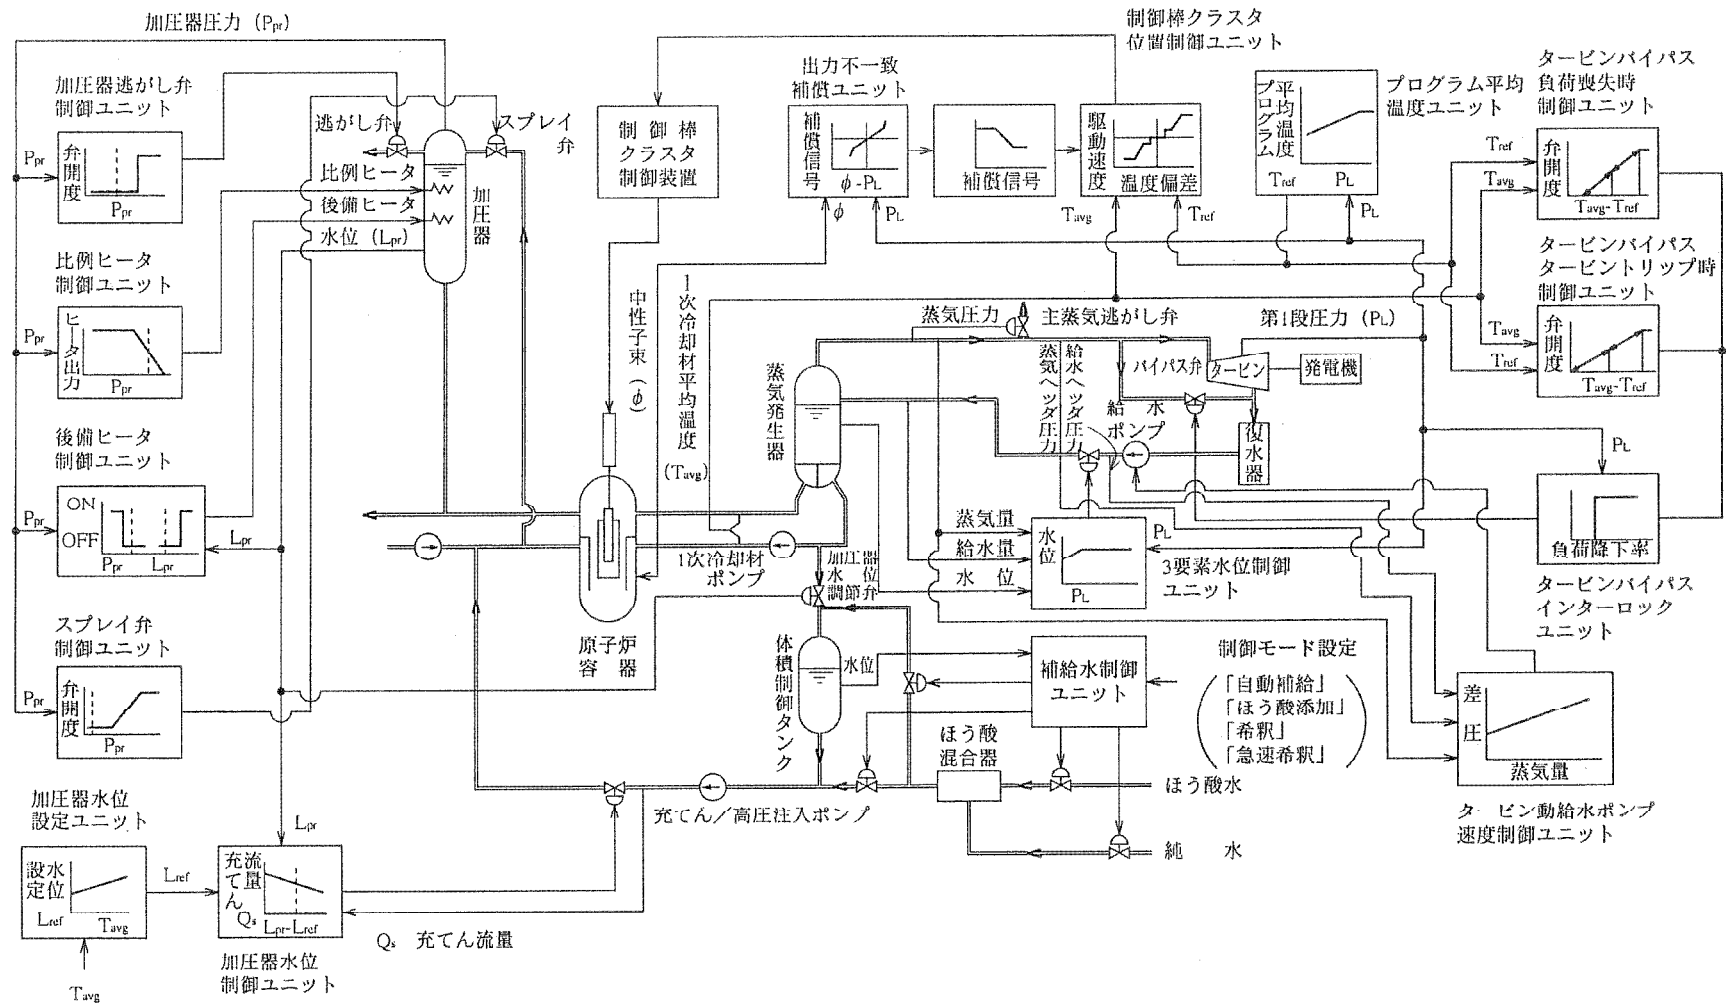 加圧器圧力 (Ppr)
加圧器逃がし弁
制御ユニット
Ppr
弁開度
Ppr
比例ヒータ
制御ユニット
Ppr
ヒータ出力
Ppr
後備ヒータ
制御ユニット
Ppr
ON
OFF
Ppr
Lpr
Lpr
スプレイ弁
制御ユニット
Ppr
弁開度
Ppr
加圧器水位
設定ユニット
設定水位
Lref
Tavg
Tavg
Lref
Lpr
充てん流量
Qs
Lpr-Lref
加圧器水位
制御ユニット
Qs 充てん流量
逃がし弁
スプレイ弁
比例ヒータ
後備ヒータ
水位 (Lpr)
加圧器
制御棒
クラスタ
制御装置
中性子束(φ)
1次冷却材平均温度
(Tavg)
原子炉
容器
1次冷却材
ポンプ
出力不一致
補償ユニット
補償信号
φ-PL
φ
PL
補償信号
制御棒クラスタ
位置制御ユニット
駆動速度
温度偏差
Tavg
Tref
プログラム平均温度
Tref
PL
プログラム平均
温度ユニット
PL
タービンバイパス
負荷喪失時
制御ユニット
Tref
Tavg
弁開度
Tavg-Tref
タービンバイパス
タービントリップ時
制御ユニット
Tavg
Tref
弁開度
Tavg-Tref
蒸気圧力
主蒸気逃がし弁
第1段圧力 (PL)
蒸気発生器
蒸気ヘッダ圧力
給水ヘッダ圧力
バイパス弁
タービン
発電機
給水
ポンプ
復水器
PL
負荷降下率
タービンバイパス
インターロック
ユニット
蒸気量
給水量
水位
水位
PL
PL
3要素水位制御
ユニット
加圧器
水位
調節弁
体積制御タンク
水位
補給水制御
ユニット
制御モード設定
「自動補給」
「ほう酸添加」
「希釈」
「急速希釈」
ほう酸
混合器
ほう酸水
純水
充てん/高圧注入ポンプ
差圧
蒸気量
タービン動給水ポンプ
速度制御ユニット